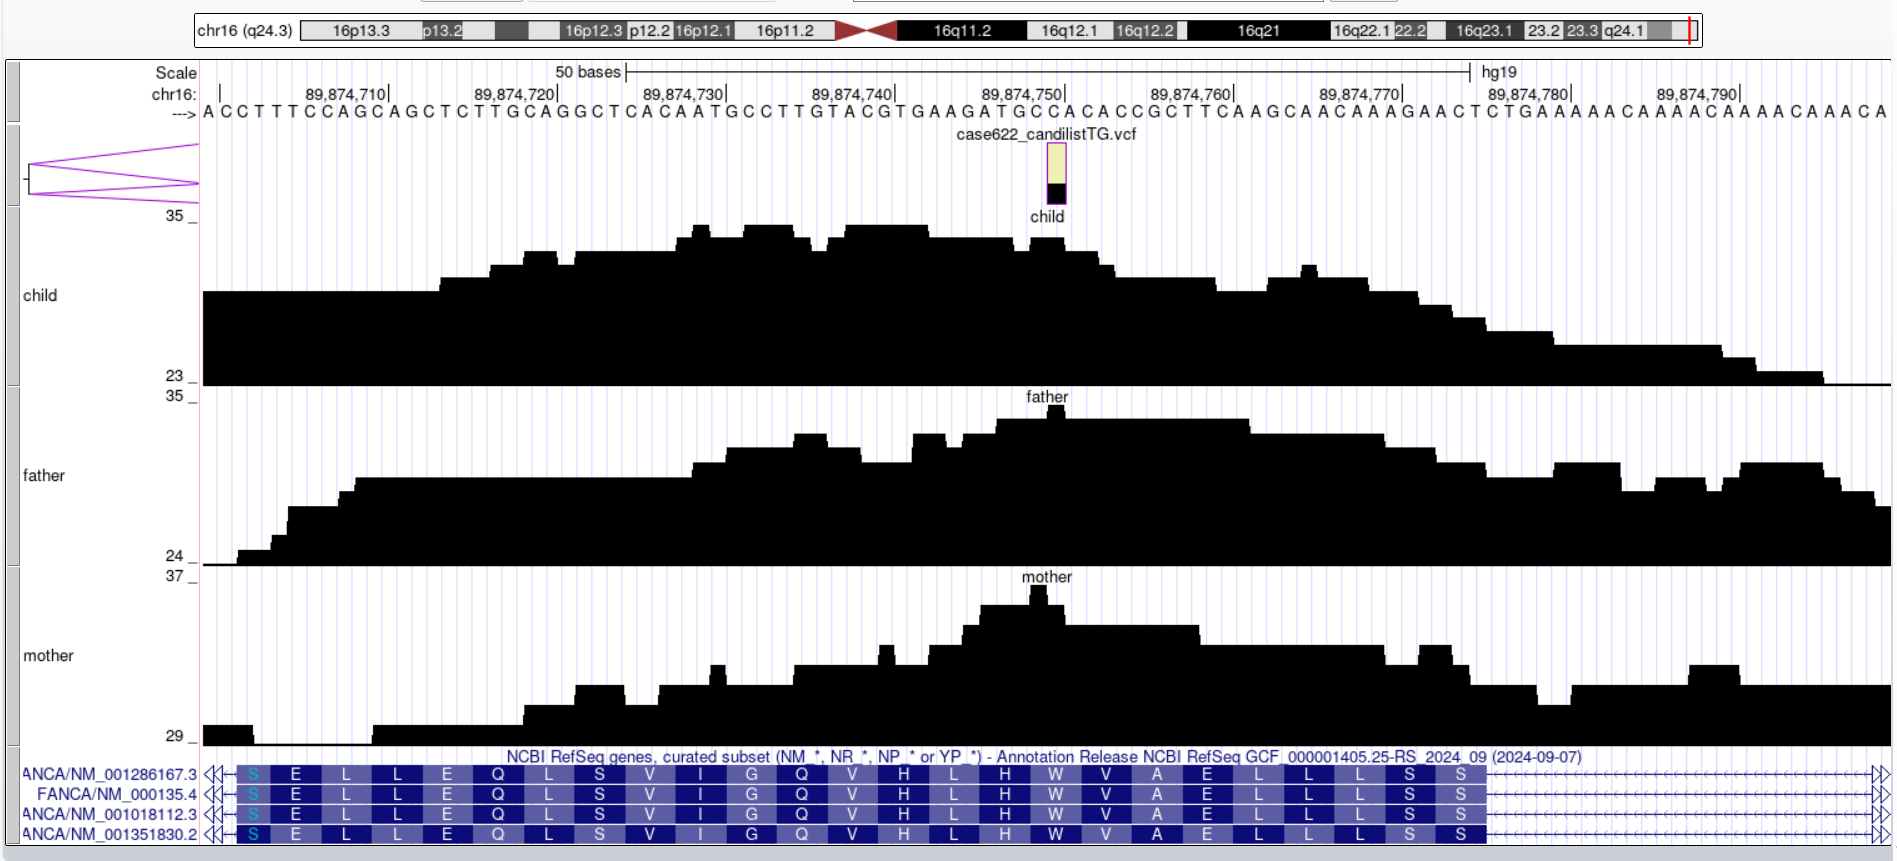 chr16 (q24.3) 16p13.3 p13.2 16p12.3 p12.2 16p12.1 16p11.2 16q11.2 16q12.1 16q12.2 16q21 16q22.1 22.2 16q23.1 23.2 23.3 q24.1
Scale 50 bases hg19
chr16: 89,874,710 89,874,720 89,874,730 89,874,740 89,874,750 89,874,760 89,874,770 89,874,780 89,874,790
---> A C C T T T C C A G C A G C T C T T G C A G G C T C A C A A T G C C T T G T A C G T G A A G A T G C C A C A C C G C T T C A A G C A A C A A A G A A C T C T G A A A A A C A A A A C A A A A C A A A C A
case622_candilistTG.vcf
35 _
child
child
23 _
35 _
father
father
24 _
37 _
mother
mother
29 _
NCBI RefSeq genes, curated subset (NM_*, NR_*, NP_* or YP_*) - Annotation Release NCBI RefSeq GCF_000001405.25-RS_2024_09 (2024-09-07)
ANCA/NM_001286167.3 S E L L E Q L S V I G Q V H L H W V A E L L L S S
FANCA/NM_000135.4 S E L L E Q L S V I G Q V H L H W V A E L L L S S
ANCA/NM_001018112.3 S E L L E Q L S V I G Q V H L H W V A E L L L S S
ANCA/NM_001351830.2 S E L L E Q L S V I G Q V H L H W V A E L L L S S